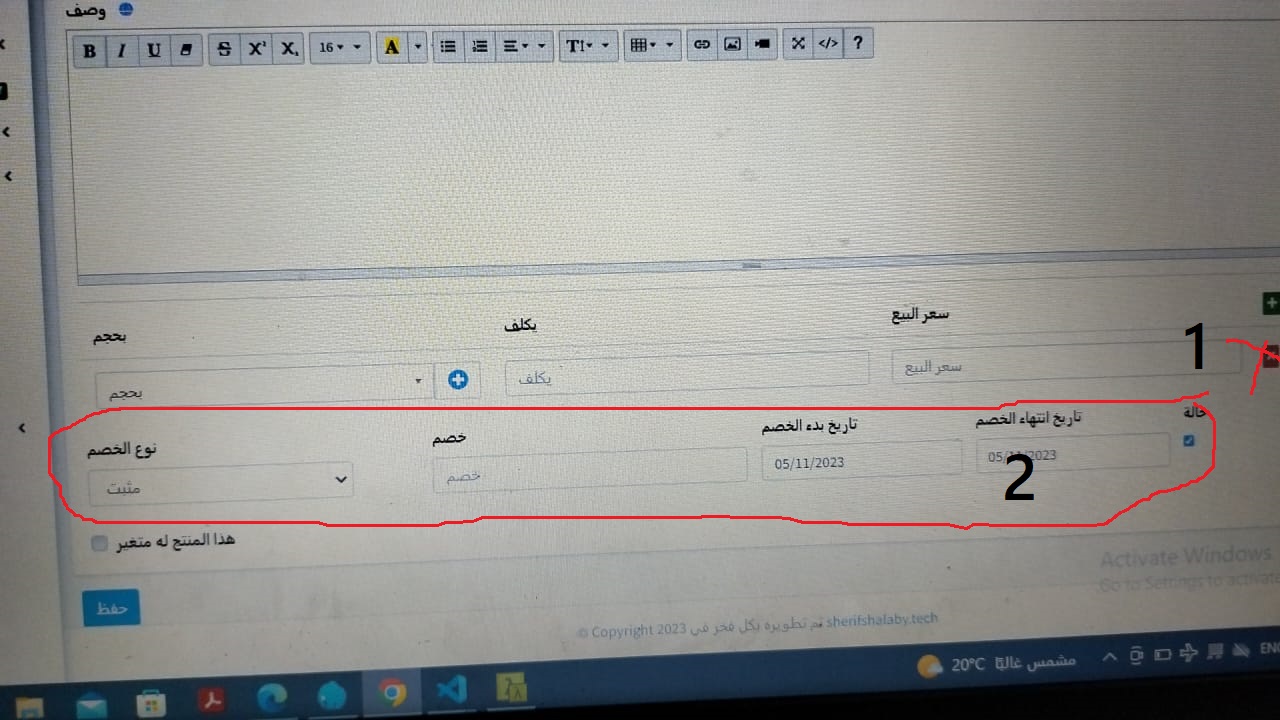 وصف
B I U S X² X₂ 16 A T! </> ?
بحجم يكلف سعر البيع
بحجم يكلف سعر البيع 1
نوع الخصم خصم تاريخ بدء الخصم تاريخ انتهاء الخصم حالة
مثبت خصم 05/11/2023 05/11/2023
2
هذا المنتج له متغير
حفظ
Activate Windows
Go to Settings to activate
© Copyright 2023 تم تطويره بكل فخر في sherifshalaby.tech
20°C مشمس غالبًا ENG